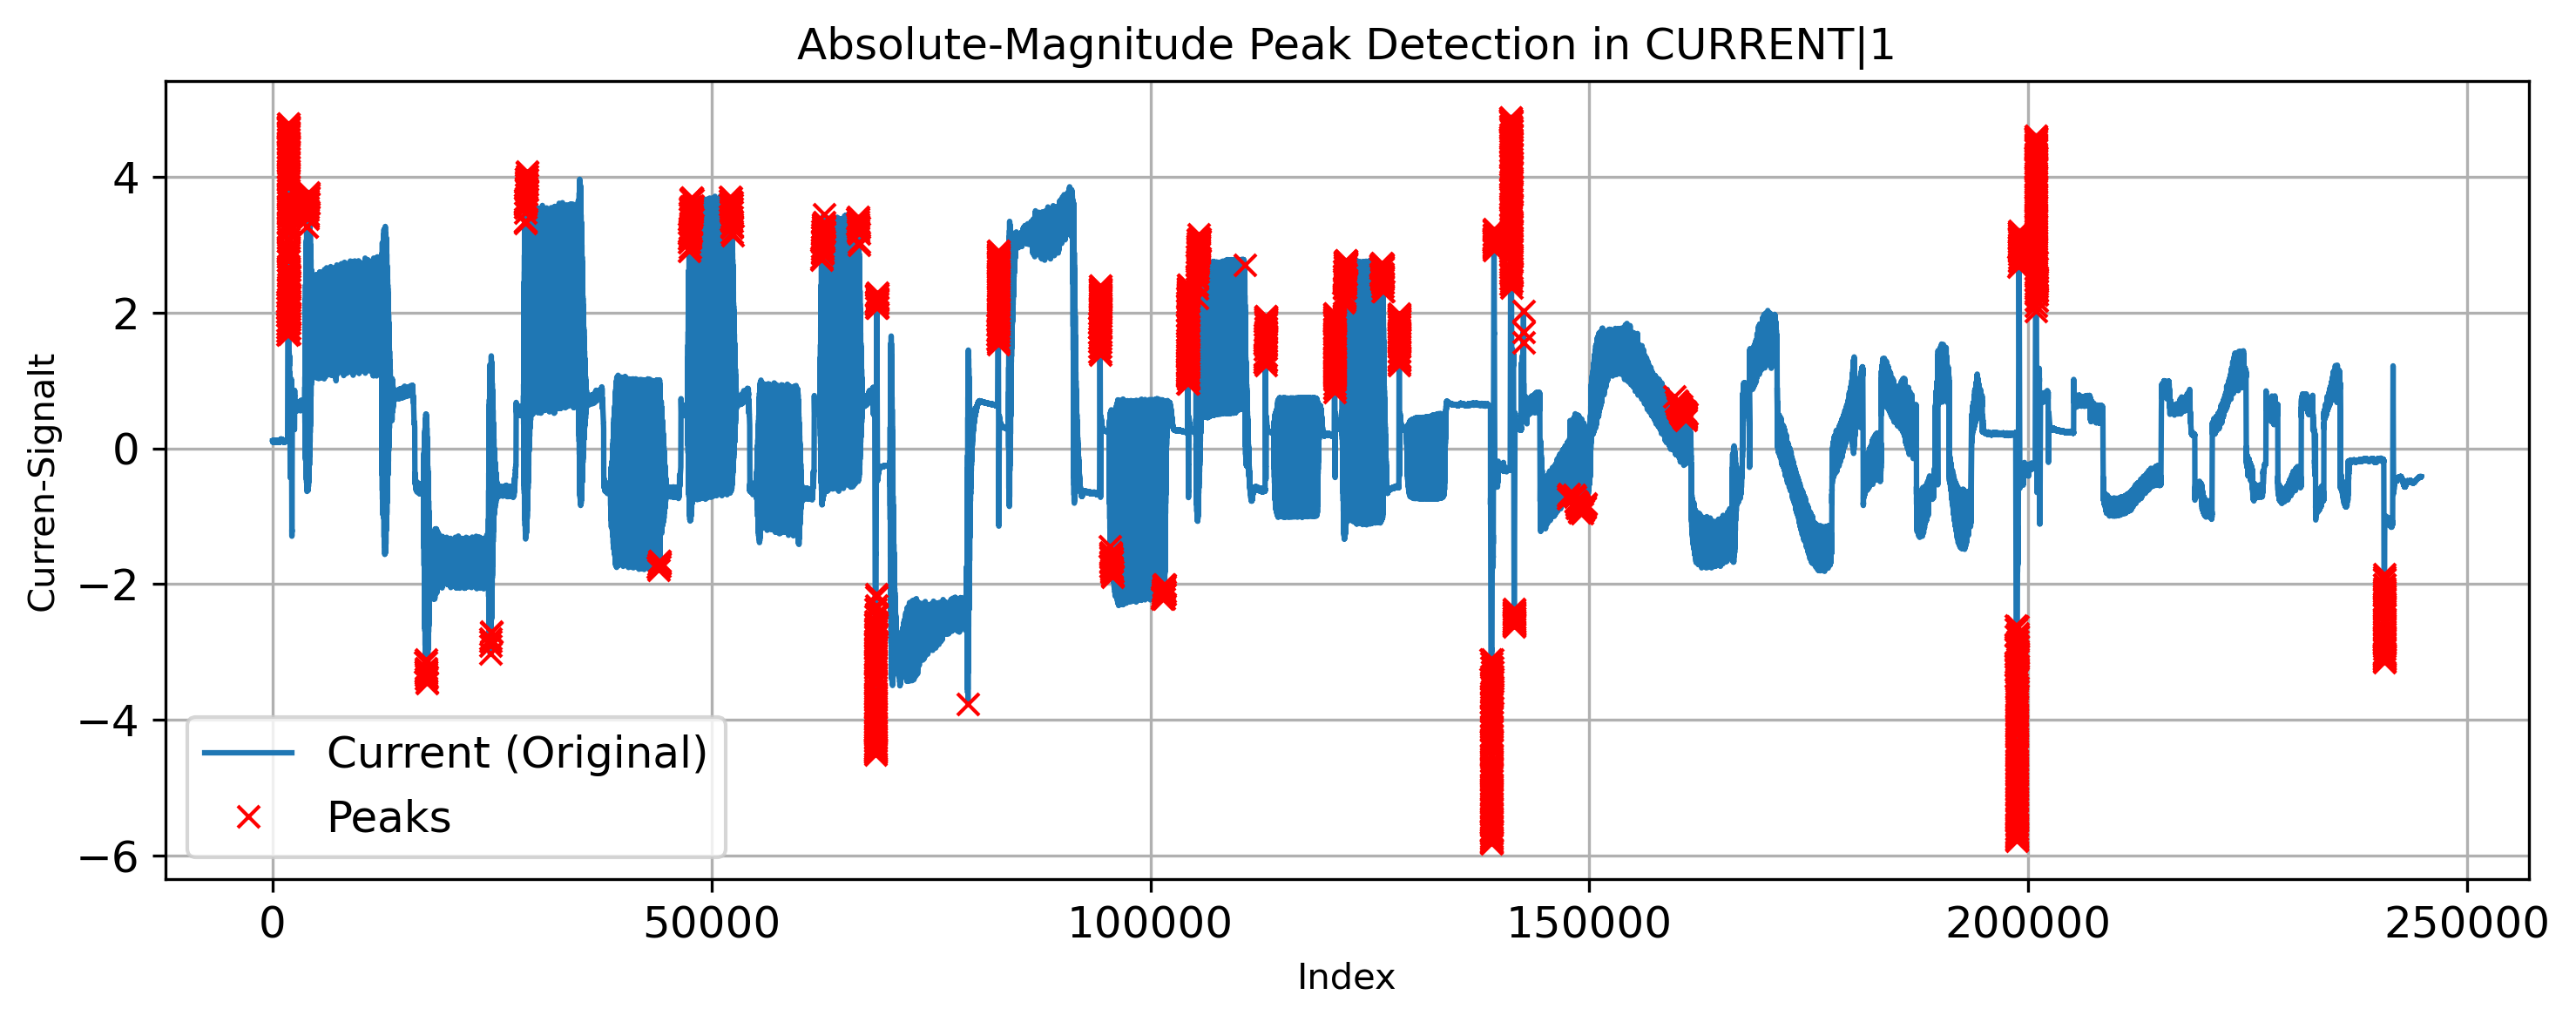 Absolute-Magnitude Peak Detection in CURRENT|1
Curren-Signalt
4
2
0
−2
−4
−6
Current (Original)
Peaks
0 50000 100000 150000 200000 250000
Index